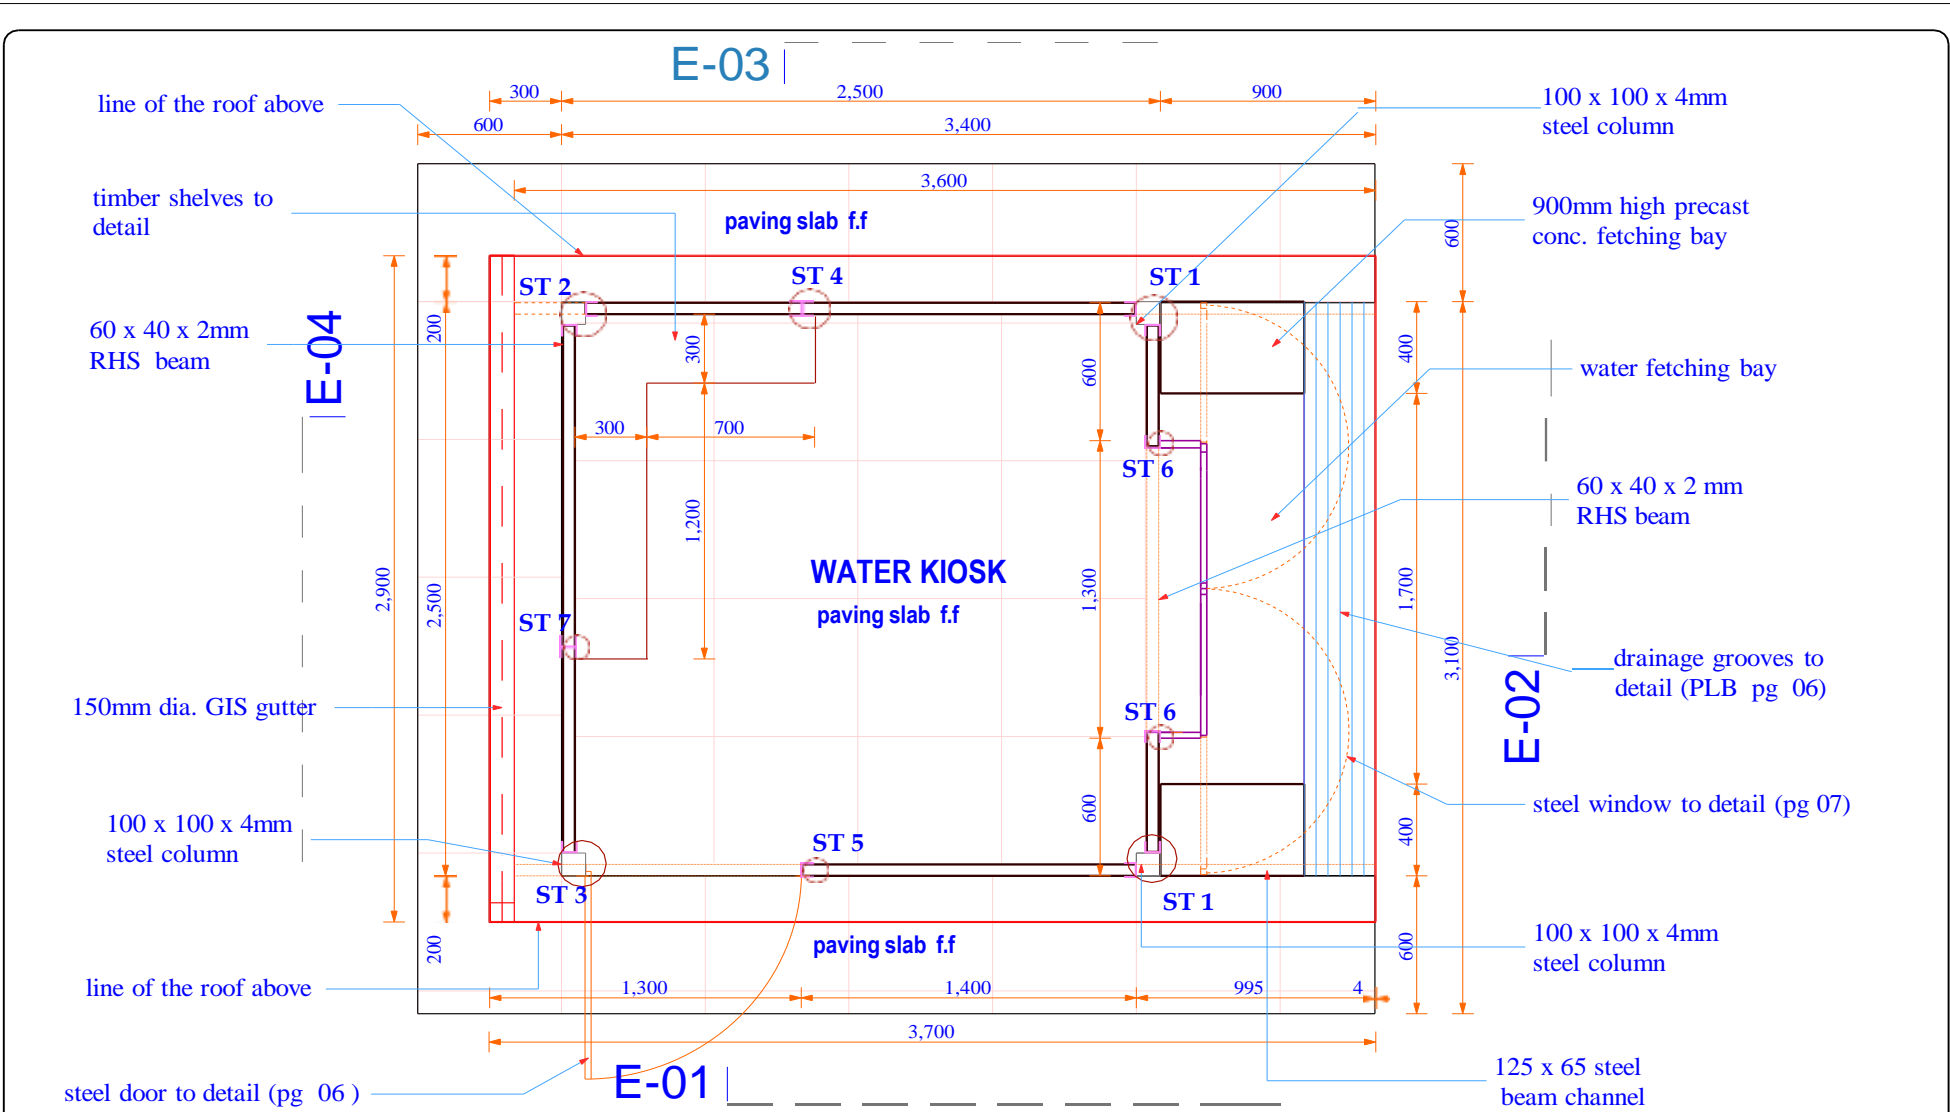 E-03
300
2,500
900
600
3,400
line of the roof above
100 x 100 x 4mm
steel column
3,600
timber shelves to
detail
paving slab f.f
900mm high precast
conc. fetching bay
600
ST 2
ST 4
ST 1
60 x 40 x 2mm
RHS beam
E-04
200
300
600
400
water fetching bay
300
700
ST 6
60 x 40 x 2 mm
RHS beam
1,200
WATER KIOSK
paving slab f.f
2,900
2,500
1,300
1,700
ST 7
3,100
drainage grooves to
detail (PLB pg 06)
150mm dia. GIS gutter
ST 6
E-02
steel window to detail (pg 07)
100 x 100 x 4mm
steel column
600
400
ST 5
ST 3
ST 1
200
paving slab f.f
600
100 x 100 x 4mm
steel column
line of the roof above
1,300
1,400
995
4
3,700
steel door to detail (pg 06 )
E-01
125 x 65 steel
beam channel